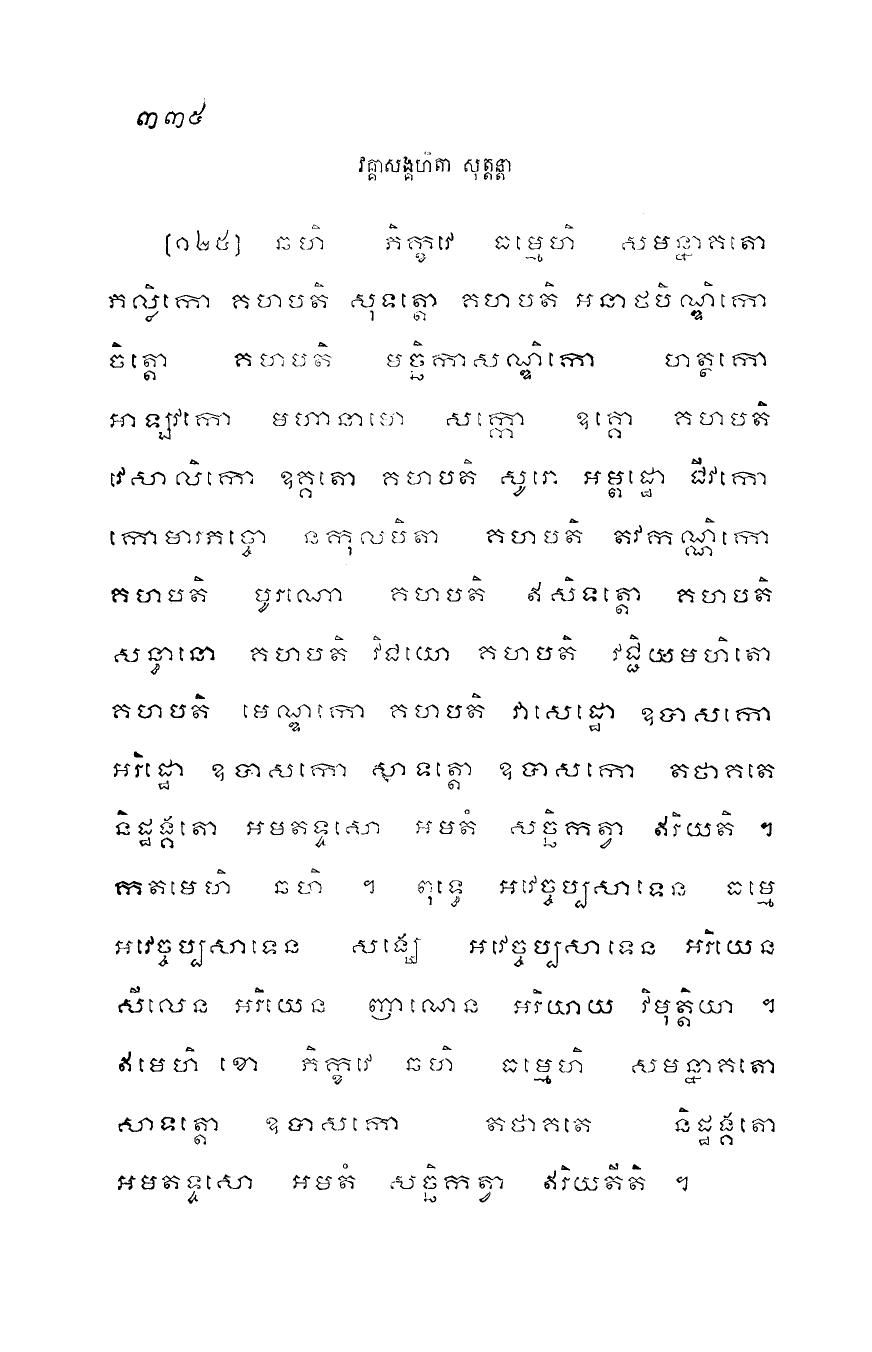 ៣៣៥
វគ្គាសង្គហិតា សុត្តន្តា
[១២៥] ឆហិ ភិក្ខវេ ធម្មេហិ សមន្នាគតោ
ភល្លិកោ គហបតិ សុទត្តោ គហបតិ អនាថបិណ្ឌិកោ
ចិត្តោ គហបតិ មច្ឆិកាសណ្ឌិកោ ហត្ថកោ
អាឡវកោ មហានាមោ សក្កោ ឧគ្គោ គហបតិ
វេសាលិកោ ឧគ្គតោ គហបតិ សូរោ អម្ពដ្ឋោ ជីវកោ
កោមារភច្ចោ នកុលបិតា គហបតិ តវកណ្ណិកោ
គហបតិ បូរណោ គហបតិ ឥសិទត្តោ គហបតិ
សន្ធានោ គហបតិ វិជយោ គហបតិ វជ្ជិយមហិតោ
គហបតិ មេណ្ឌកោ គហបតិ វាសេដ្ឋោ ឧបាសកោ
អរិដ្ឋោ ឧបាសកោ សាទត្តោ ឧបាសកោ តថាគតេ
និដ្ឋង្គតោ អមតទ្ទសោ អមតំ សច្ឆិកត្វា ឥរិយតិ ។
កតមេហិ ឆហិ ។ ពុទ្ធេ អវេច្ចប្បសាទេន ធម្មេ
អវេច្ចប្បសាទេន សង្ឃេ អវេច្ចប្បសាទេន អរិយេន
សីលេន អរិយេន ញាណេន អរិយាយ វិមុត្តិយា ។
ឥមេហិ ខោ ភិក្ខវេ ឆហិ ធម្មេហិ សមន្នាគតោ
សាទត្តោ ឧបាសកោ តថាគតេ និដ្ឋង្គតោ
អមតទ្ទសោ អមតំ សច្ឆិកត្វា ឥរិយតីតិ ។